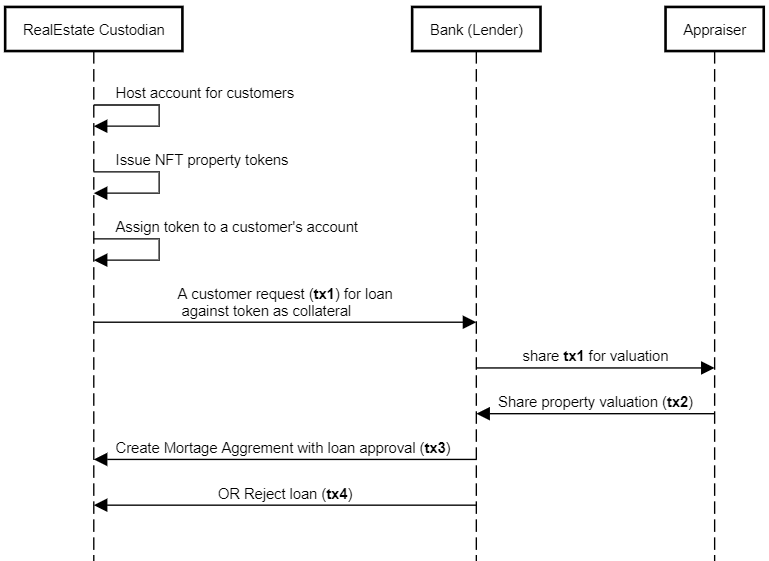 RealEstate Custodian
Bank (Lender)
Appraiser
Host account for customers
Issue NFT property tokens
Assign token to a customer's account
A customer request (tx1) for loan
against token as collateral
share tx1 for valuation
Share property valuation (tx2)
Create Mortage Aggrement with loan approval (tx3)
OR Reject loan (tx4)